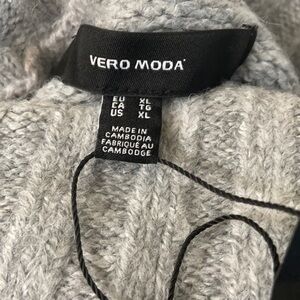 VERO MODA
EU XL
CA TG
US XL
MADE IN
CAMBODIA
FABRIQUÉ AU
CAMBODGE